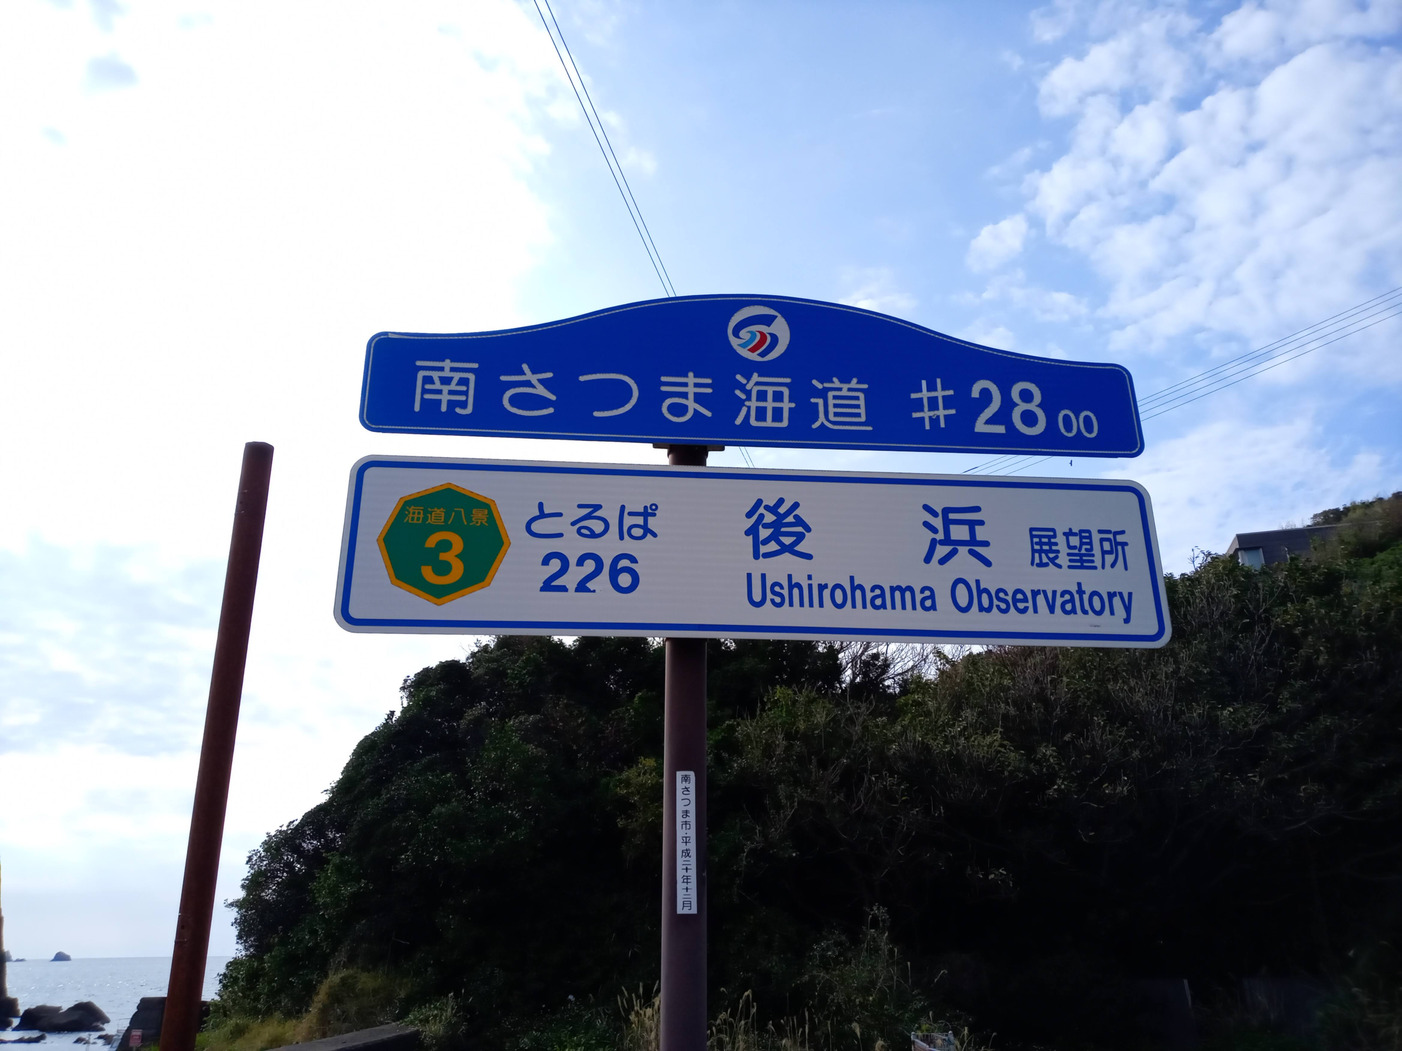 南さつま海道 #28 00
海道八景
3
とるぱ
226
後浜 展望所
Ushirohama Observatory
南さつま市・平成二十年十二月